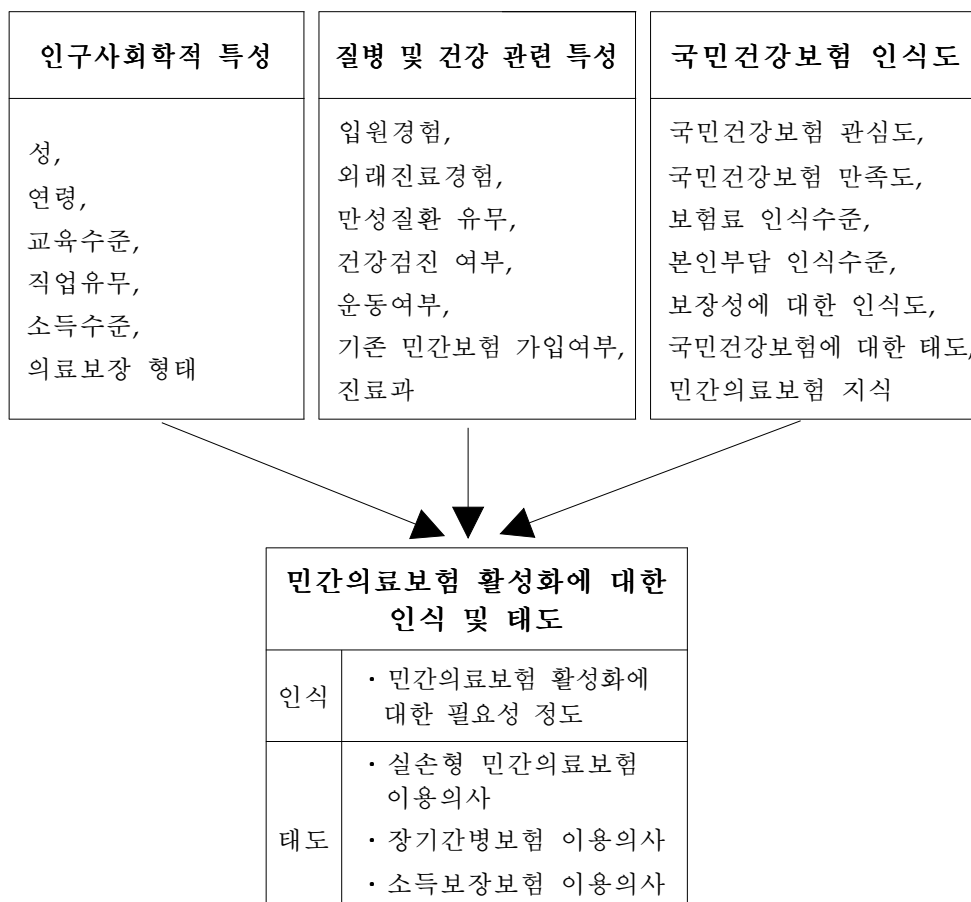 인구사회학적 특성
성,
연령,
교육수준,
직업유무,
소득수준,
의료보장 형태
질병 및 건강 관련 특성
입원경험,
외래진료경험,
만성질환 유무,
건강검진 여부,
운동여부,
기존 민간보험 가입여부,
진료과
국민건강보험 인식도
국민건강보험 관심도,
국민건강보험 만족도,
보험료 인식수준,
본인부담 인식수준,
보장성에 대한 인식도,
국민건강보험에 대한 태도,
민간의료보험 지식
민간의료보험 활성화에 대한
인식 및 태도
인식
· 민간의료보험 활성화에
대한 필요성 정도
태도
· 실손형 민간의료보험
이용의사
· 장기간병보험 이용의사
· 소득보장보험 이용의사